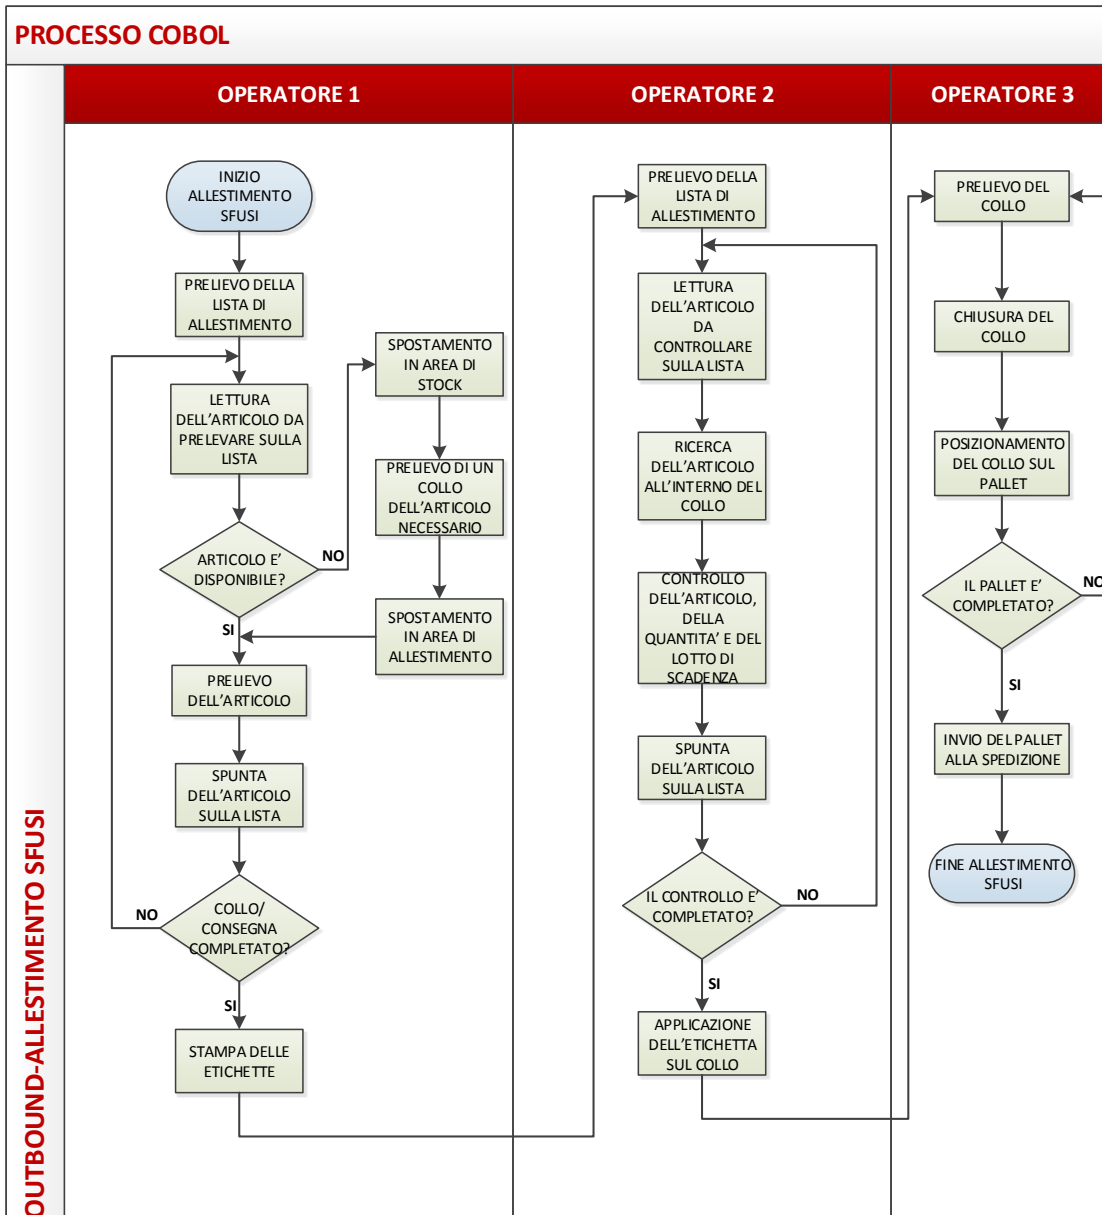 PROCESSO COBOL
OPERATORE 1
OPERATORE 2
OPERATORE 3
OUTBOUND-ALLESTIMENTO SFUSI
INIZIO
ALLESTIMENTO
SFUSI
PRELIEVO DELLA
LISTA DI
ALLESTIMENTO
LETTURA
DELL'ARTICOLO DA
PRELEVARE SULLA
LISTA
ARTICOLO E'
DISPONIBILE?
NO
SPOSTAMENTO
IN AREA DI
STOCK
PRELIEVO DI UN
COLLO
DELL'ARTICOLO
NECESSARIO
SPOSTAMENTO
IN AREA DI
ALLESTIMENTO
SI
PRELIEVO
DELL'ARTICOLO
SPUNTA
DELL'ARTICOLO
SULLA LISTA
NO
COLLO/
CONSEGNA
COMPLETATO?
SI
STAMPA DELLE
ETICHETTE
PRELIEVO DELLA
LISTA DI
ALLESTIMENTO
LETTURA
DELL'ARTICOLO
DA
CONTROLLARE
SULLA LISTA
RICERCA
DELL'ARTICOLO
ALL'INTERNO DEL
COLLO
CONTROLLO
DELL'ARTICOLO,
DELLA
QUANTITA' E DEL
LOTTO DI
SCADENZA
SPUNTA
DELL'ARTICOLO
SULLA LISTA
IL CONTROLLO E'
COMPLETATO?
NO
SI
APPLICAZIONE
DELL'ETICHETTA
SUL COLLO
PRELIEVO DEL
COLLO
CHIUSURA DEL
COLLO
POSIZIONAMENTO
DEL COLLO SUL
PALLET
IL PALLET E'
COMPLETATO?
NO
SI
INVIO DEL PALLET
ALLA SPEDIZIONE
FINE ALLESTIMENTO
SFUSI